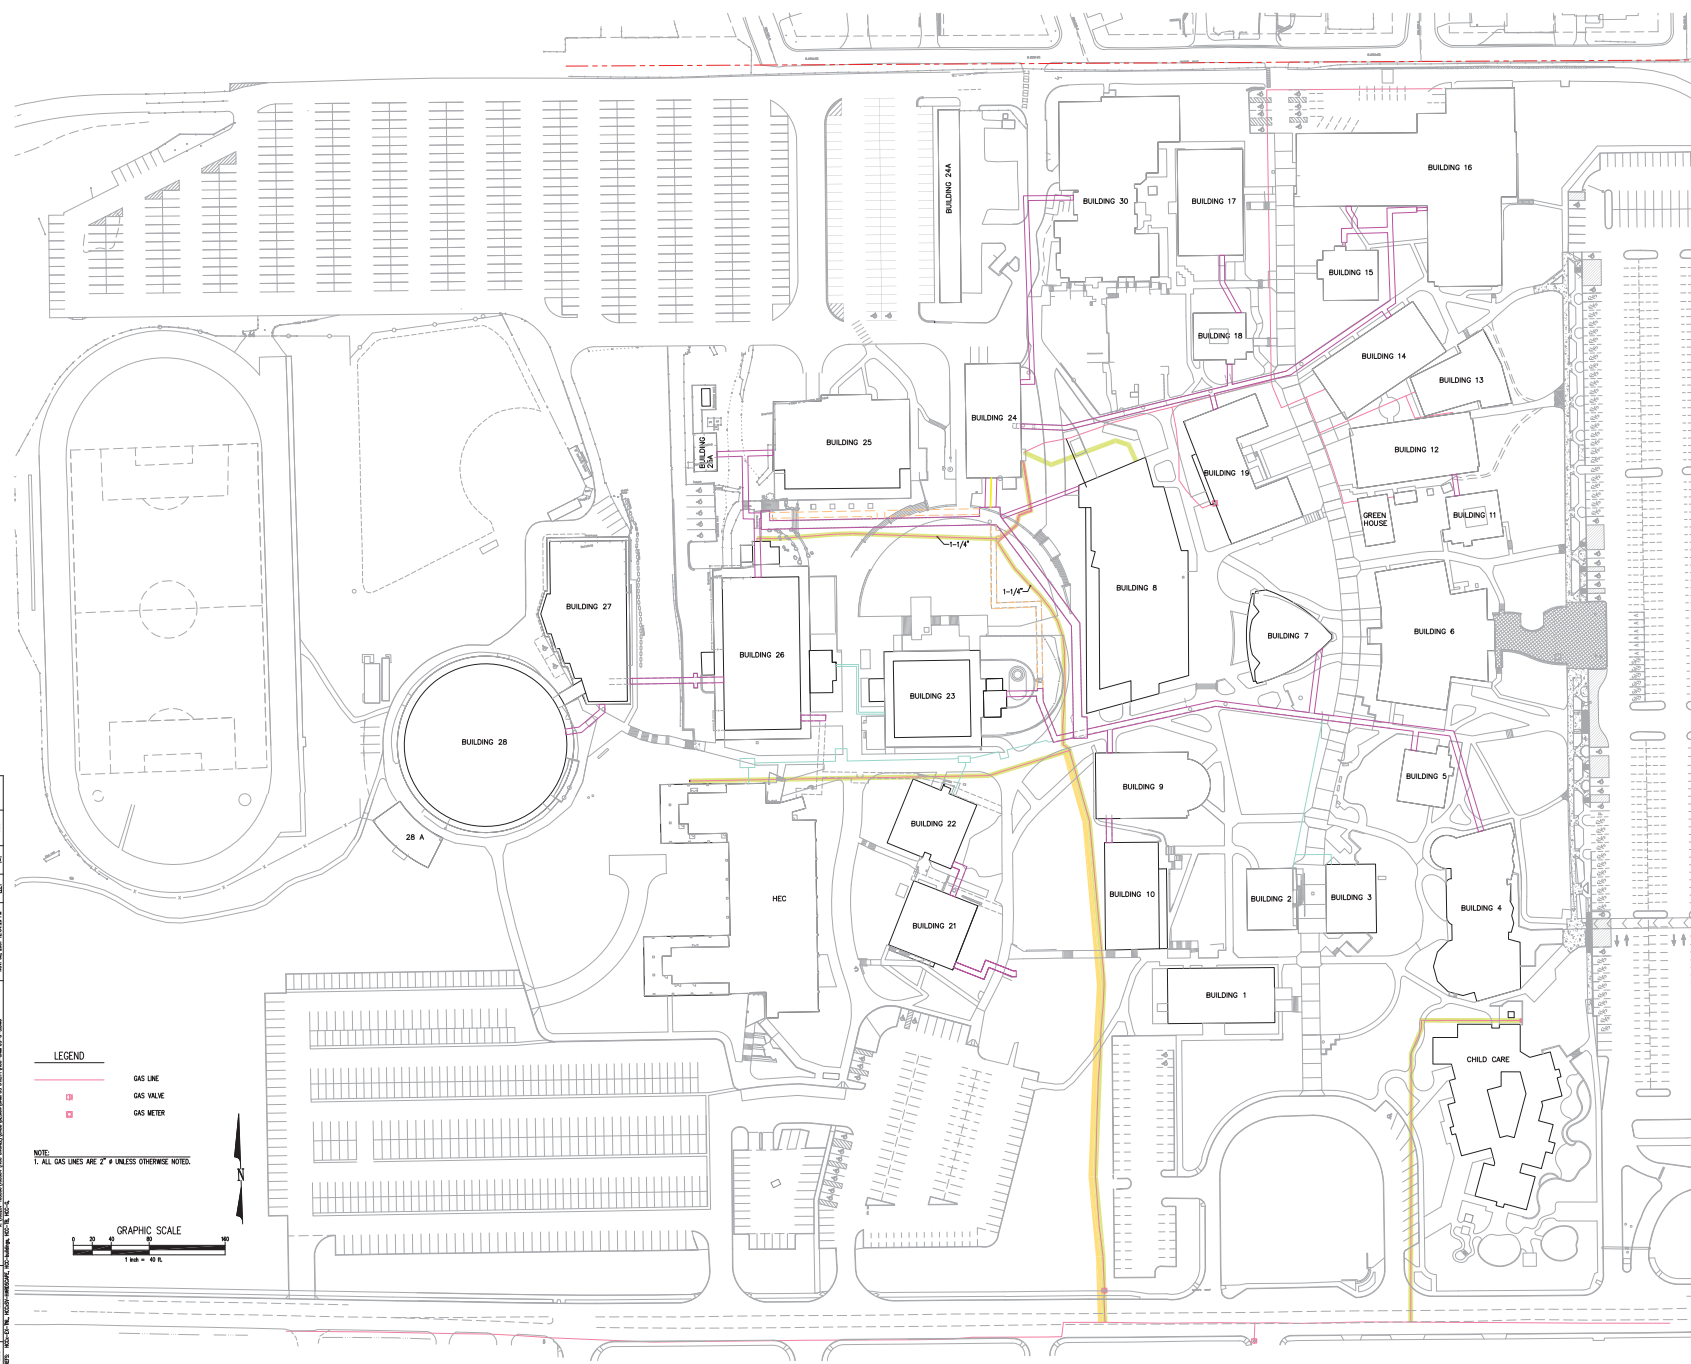 BUILDING 24A
BUILDING 30
BUILDING 17
BUILDING 16
BUILDING 15
BUILDING 18
BUILDING 14
BUILDING 13
BUILDING 24
BUILDING 25
BUILDING
BUILDING 12
BUILDING 19
GREEN
HOUSE
BUILDING 11
1-1/4"
1-1/4"
BUILDING 8
BUILDING 27
BUILDING 7
BUILDING 6
BUILDING 26
BUILDING 23
BUILDING 28
BUILDING 5
BUILDING 9
BUILDING 22
28 A
HEC
BUILDING 10
BUILDING 2
BUILDING 3
BUILDING 4
BUILDING 21
BUILDING 1
CHILD CARE
LEGEND
GAS LINE
GAS VALVE
GAS METER
NOTE:
1. ALL GAS LINES ARE 2" ø UNLESS OTHERWISE NOTED.
N
GRAPHIC SCALE
0 20 40 80 160
1 inch = 40 ft.